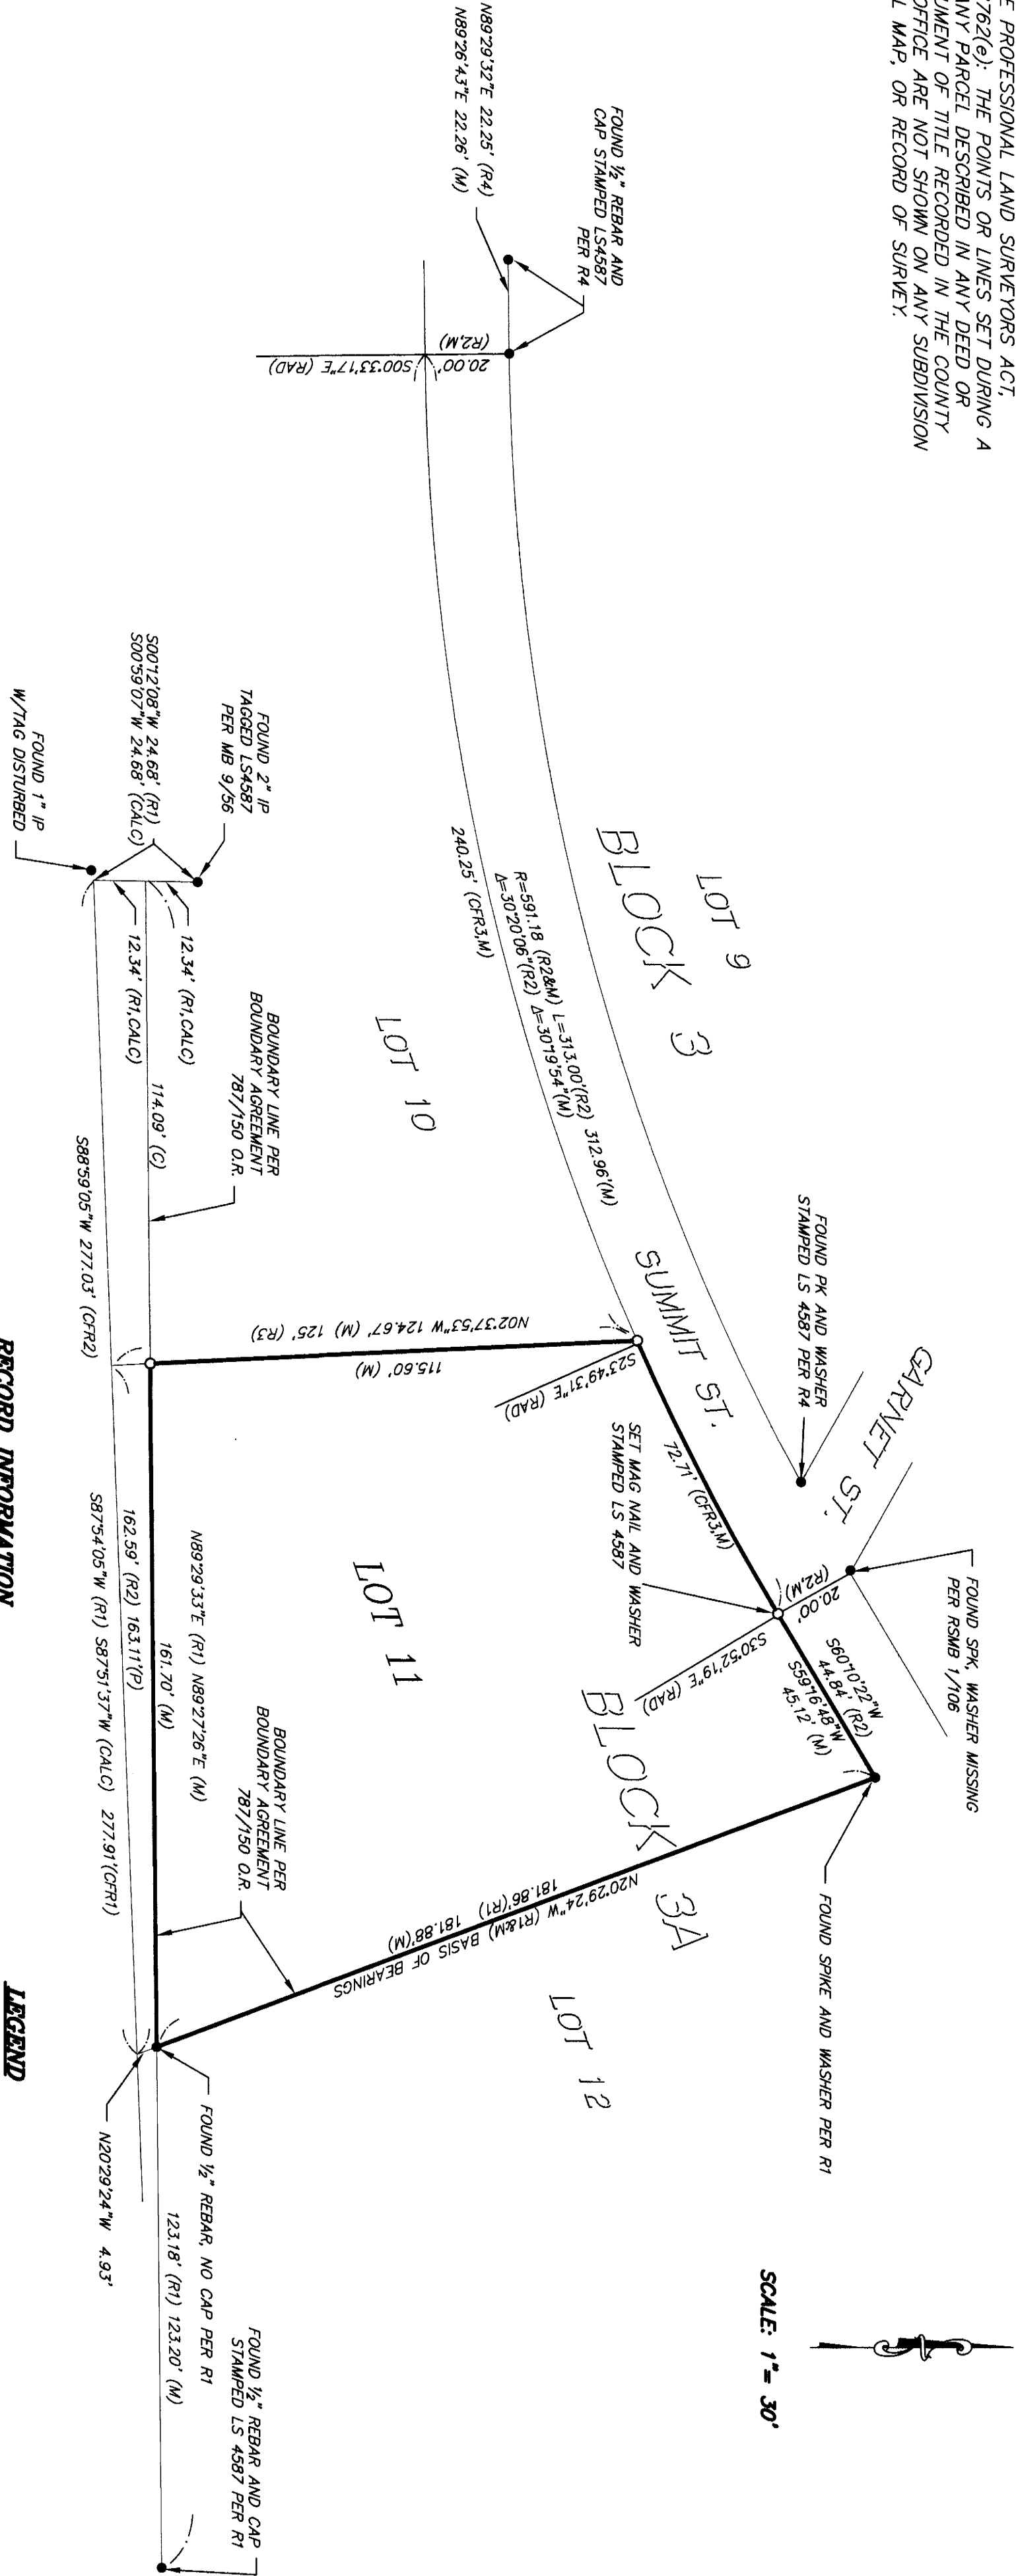 E PROFESSIONAL LAND SURVEYORS ACT,
762(e): THE POINTS OR LINES SET DURING A
ANY PARCEL DESCRIBED IN ANY DEED OR
UMENT OF TITLE RECORDED IN THE COUNTY
OFFICE ARE NOT SHOWN ON ANY SUBDIVISION
L MAP, OR RECORD OF SURVEY.
N89°29'32"E 22.25' (R4)
N89°26'43"E 22.26' (M)
FOUND ½" REBAR AND
CAP STAMPED LS4587
PER R4
20.00'
(R2,M)
S00°33'17"E (RAD)
LOT 9
BLOCK 3
R=591.18 (R2&M) L=313.00'(R2) 312.96'(M)
Δ=30°20'06"(R2) Δ=30°19'54"(M)
240.25' (CFR3,M)
SUMMIT ST.
GARNET ST.
FOUND PK AND WASHER
STAMPED LS 4587 PER R4
FOUND SPK, WASHER MISSING
PER RSMB 1/106
20.00'
(R2,M)
SET MAG NAIL AND WASHER
STAMPED LS 4587
72.71' (CFR3,M)
S23°49'31"E (RAD)
S30°52'19"E (RAD)
S60°10'22"W
44.84' (R2)
S59°16'48"W
45.12' (M)
FOUND SPIKE AND WASHER PER R1
SCALE: 1"= 30'
LOT 10
N02°37'53"W 124.67' (M) 125' (R3)
115.60' (M)
LOT 11
BLOCK 3A
LOT 12
N20°29'24"W (R1&M) BASIS OF BEARINGS
181.86'(R1) 181.88'(M)
BOUNDARY LINE PER
BOUNDARY AGREEMENT
787/150 O.R.
BOUNDARY LINE PER
BOUNDARY AGREEMENT
787/150 O.R.
FOUND 2" IP
TAGGED LS4587
PER MB 9/56
S00°12'08"W 24.68' (R1)
S00°59'07"W 24.68' (CALC)
FOUND 1" IP
W/TAG DISTURBED
12.34' (R1,CALC)
12.34' (R1,CALC)
114.09' (C)
N89°29'33"E (R1) N89°27'26"E (M)
161.70' (M)
162.59' (R2) 163.11'(P)
S88°59'05"W 277.03' (CFR2)
S87°54'05"W (R1) S87°51'37"W (CALC) 277.91'(CFR1)
N20°29'24"W 4.93'
FOUND ½" REBAR, NO CAP PER R1
123.18' (R1) 123.20' (M)
FOUND ½" REBAR AND CAP
STAMPED LS 4587 PER R1
RECORD INFORMATION
LEGEND